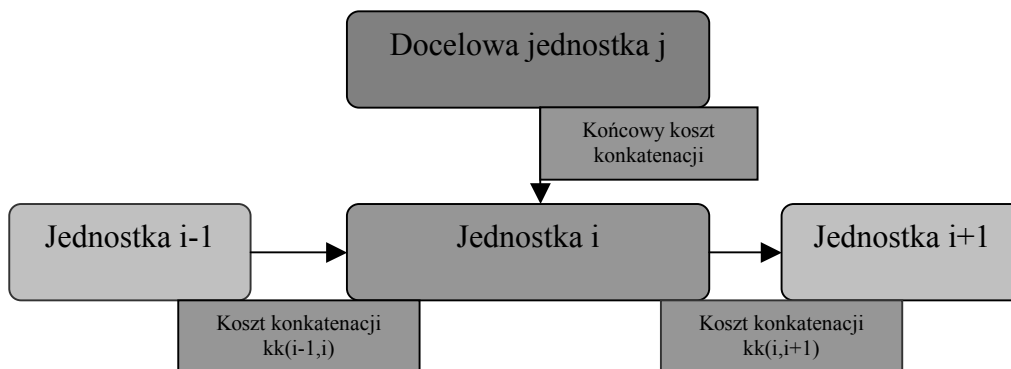 Docelowa jednostka j
Końcowy koszt
konkatenacji
Jednostka i-1
Jednostka i
Jednostka i+1
Koszt konkatenacji
kk(i-1,i)
Koszt konkatenacji
kk(i,i+1)